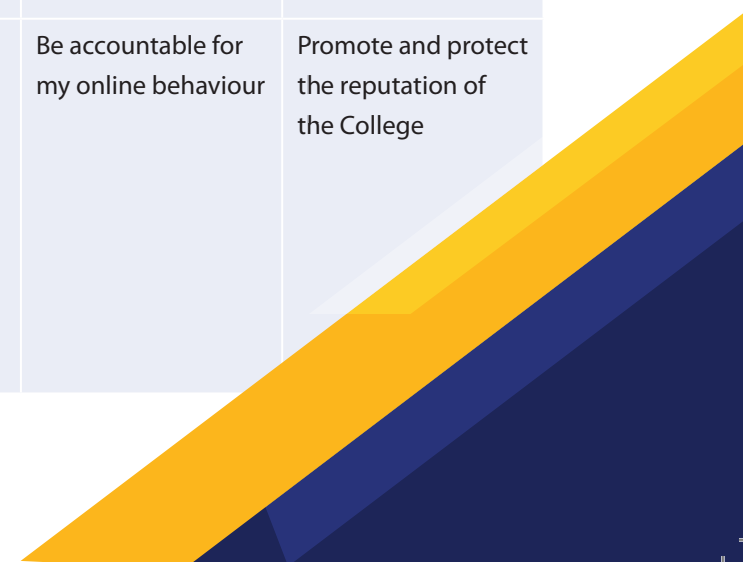 Be accountable for
my online behaviour
Promote and protect
the reputation of
the College